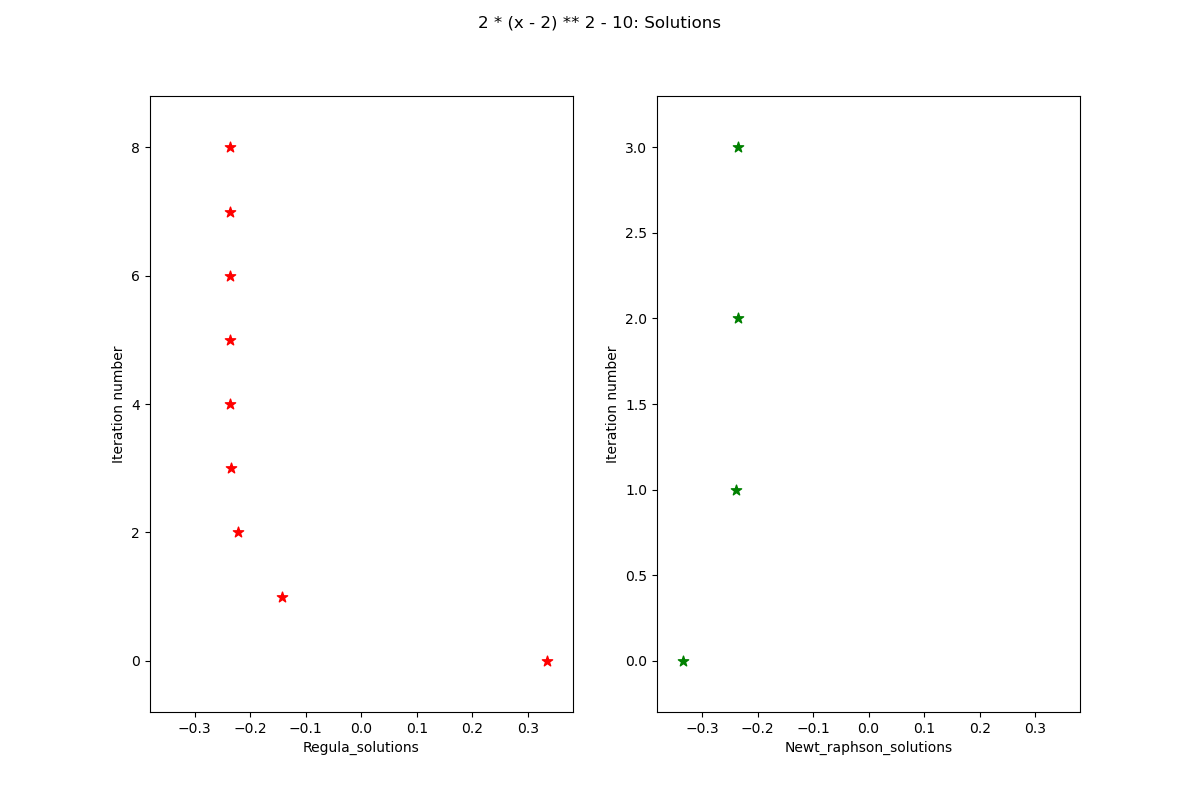 2 * (x - 2) ** 2 - 10: Solutions
8
6
4
2
0
Iteration number
−0.3 −0.2 −0.1 0.0 0.1 0.2 0.3
Regula_solutions
3.0
2.5
2.0
1.5
1.0
0.5
0.0
Iteration number
−0.3 −0.2 −0.1 0.0 0.1 0.2 0.3
Newt_raphson_solutions